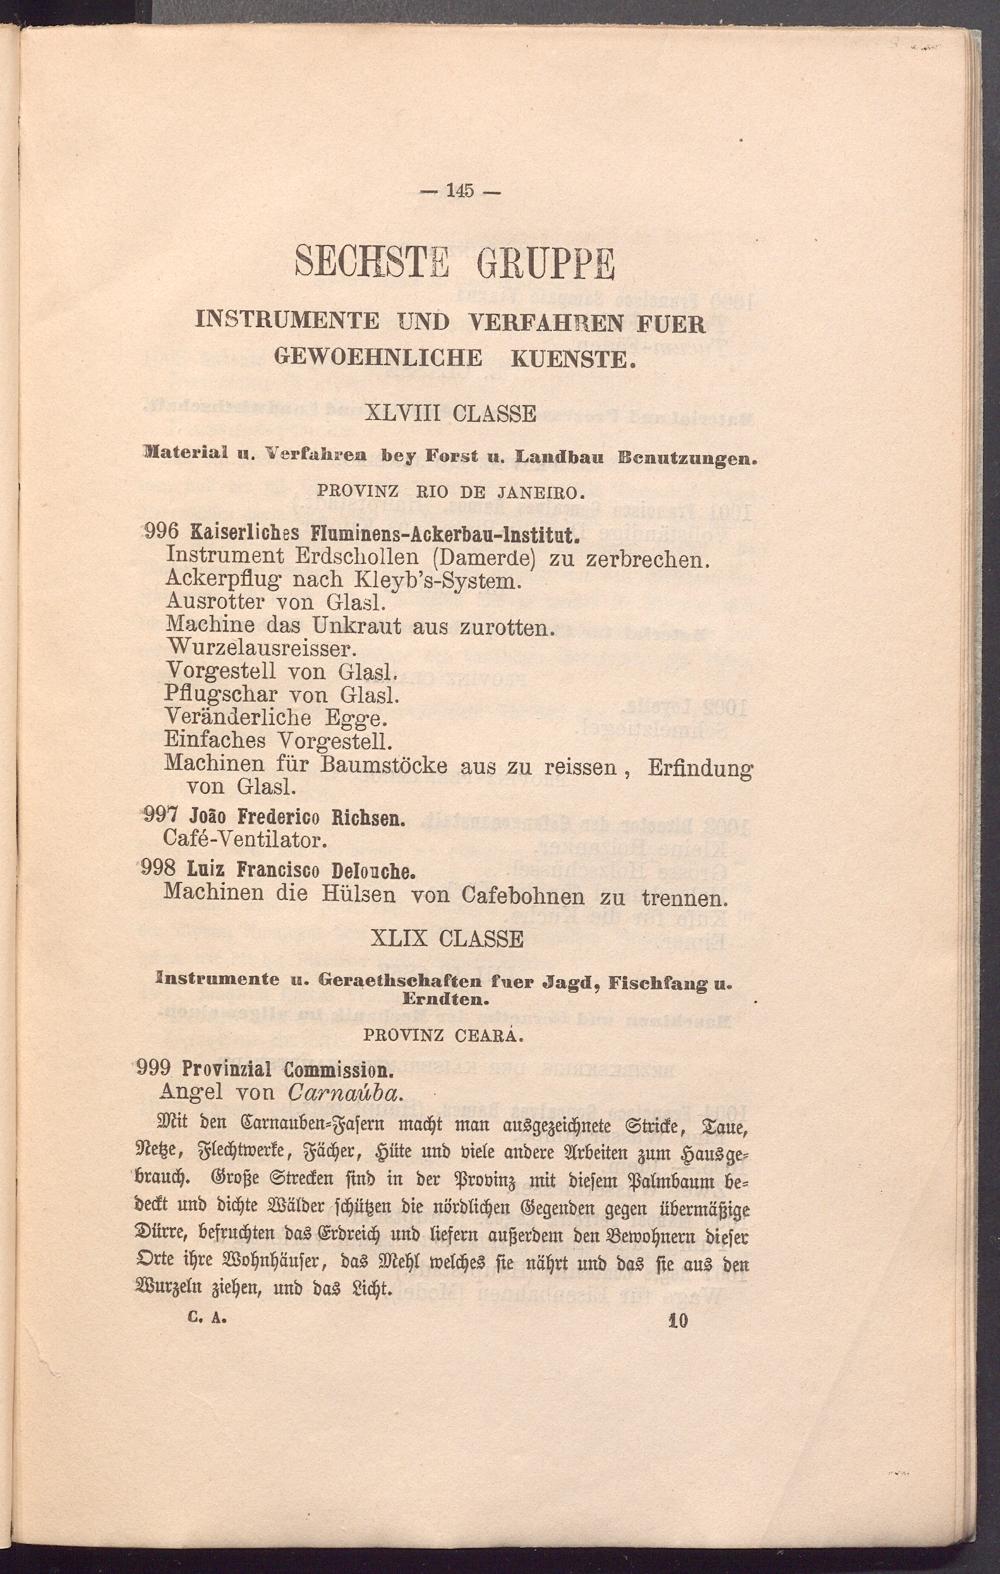 — 145 —
SECHSTE GRUPPE
INSTRUMENTE UND VERFAHREN FUER
GEWOEHNLICHE KUENSTE.
XLVIII CLASSE
Material u. Verfahren bey Forst u. Landbau Benutzungen.
PROVINZ RIO DE JANEIRO.
996 Kaiserliches Fluminens-Ackerbau-Institut.
Instrument Erdschollen (Damerde) zu zerbrechen.
Ackerpflug nach Kleyb's-System.
Ausrotter von Glasl.
Machine das Unkraut aus zurotten.
Wurzelausreisser.
Vorgestell von Glasl.
Pflugschar von Glasl.
Veränderliche Egge.
Einfaches Vorgestell.
Machinen für Baumstöcke aus zu reissen, Erfindung
von Glasl.
997 João Frederico Richsen.
Café-Ventilator.
998 Luiz Francisco Delouche.
Machinen die Hülsen von Cafebohnen zu trennen.
XLIX CLASSE
Instrumente u. Geraethschaften fuer Jagd, Fischfang u.
Erndten.
PROVINZ CEARÁ.
999 Provinzial Commission.
Angel von Carnaúba.
Mit den Carnauben-Fasern macht man ausgezeichnete Stricke, Taue,
Netze, Flechtwerke, Fächer, Hüte und viele andere Arbeiten zum Hausge-
brauch. Große Strecken sind in der Provinz mit diesem Palmbaum be-
deckt und dichte Wälder schützen die nördlichen Gegenden gegen übermäßige
Dürre, befruchten das Erdreich und liefern außerdem den Bewohnern dieser
Orte ihre Wohnhäuser, das Mehl welches sie nährt und das sie aus den
Wurzeln ziehen, und das Licht.
C. A. 10